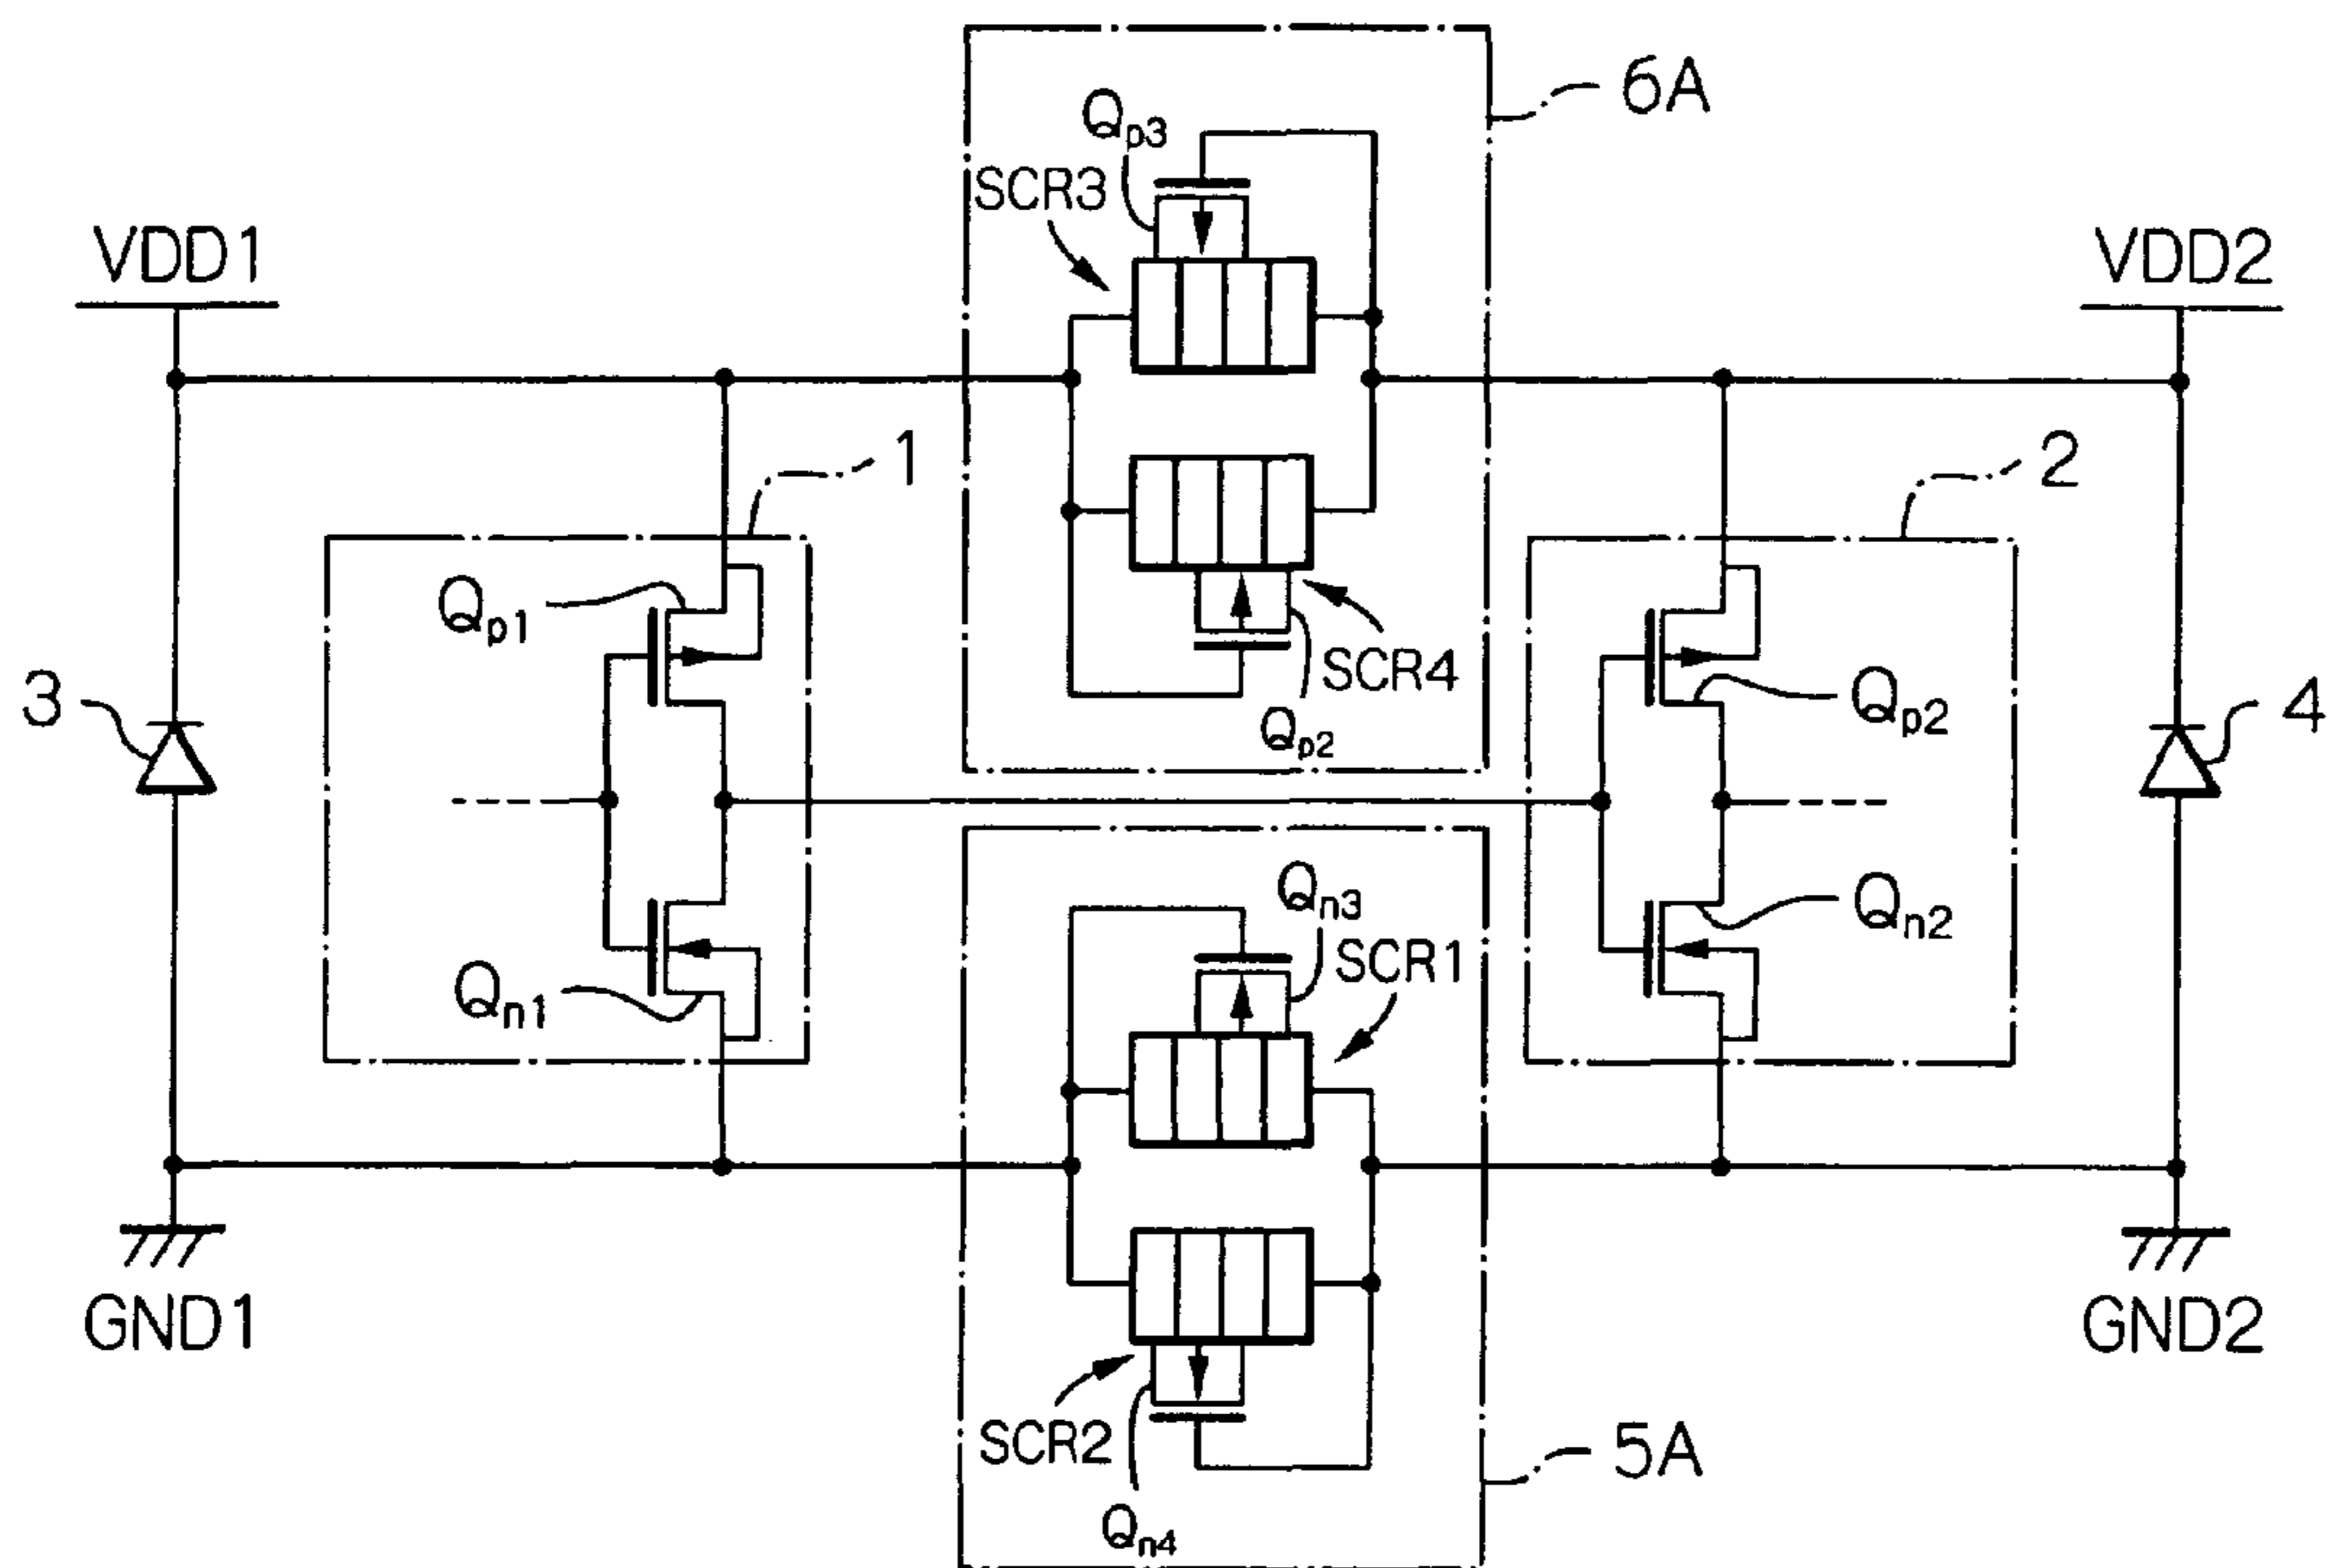 6A
Qp3
SCR3
VDD1
VDD2
1
2
Qp1
SCR4
Qp2
Qp2
3
4
Qn3
SCR1
Qn2
Qn1
GND1
GND2
SCR2
5A
Qn4